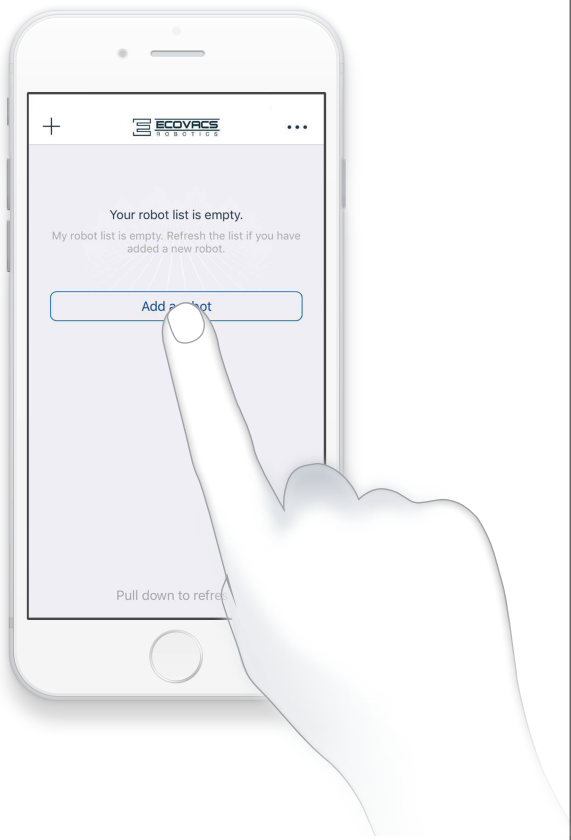 ECOVACS
ROBOTICS
Your robot list is empty.
My robot list is empty. Refresh the list if you have
added a new robot.
Add a
Pull down to